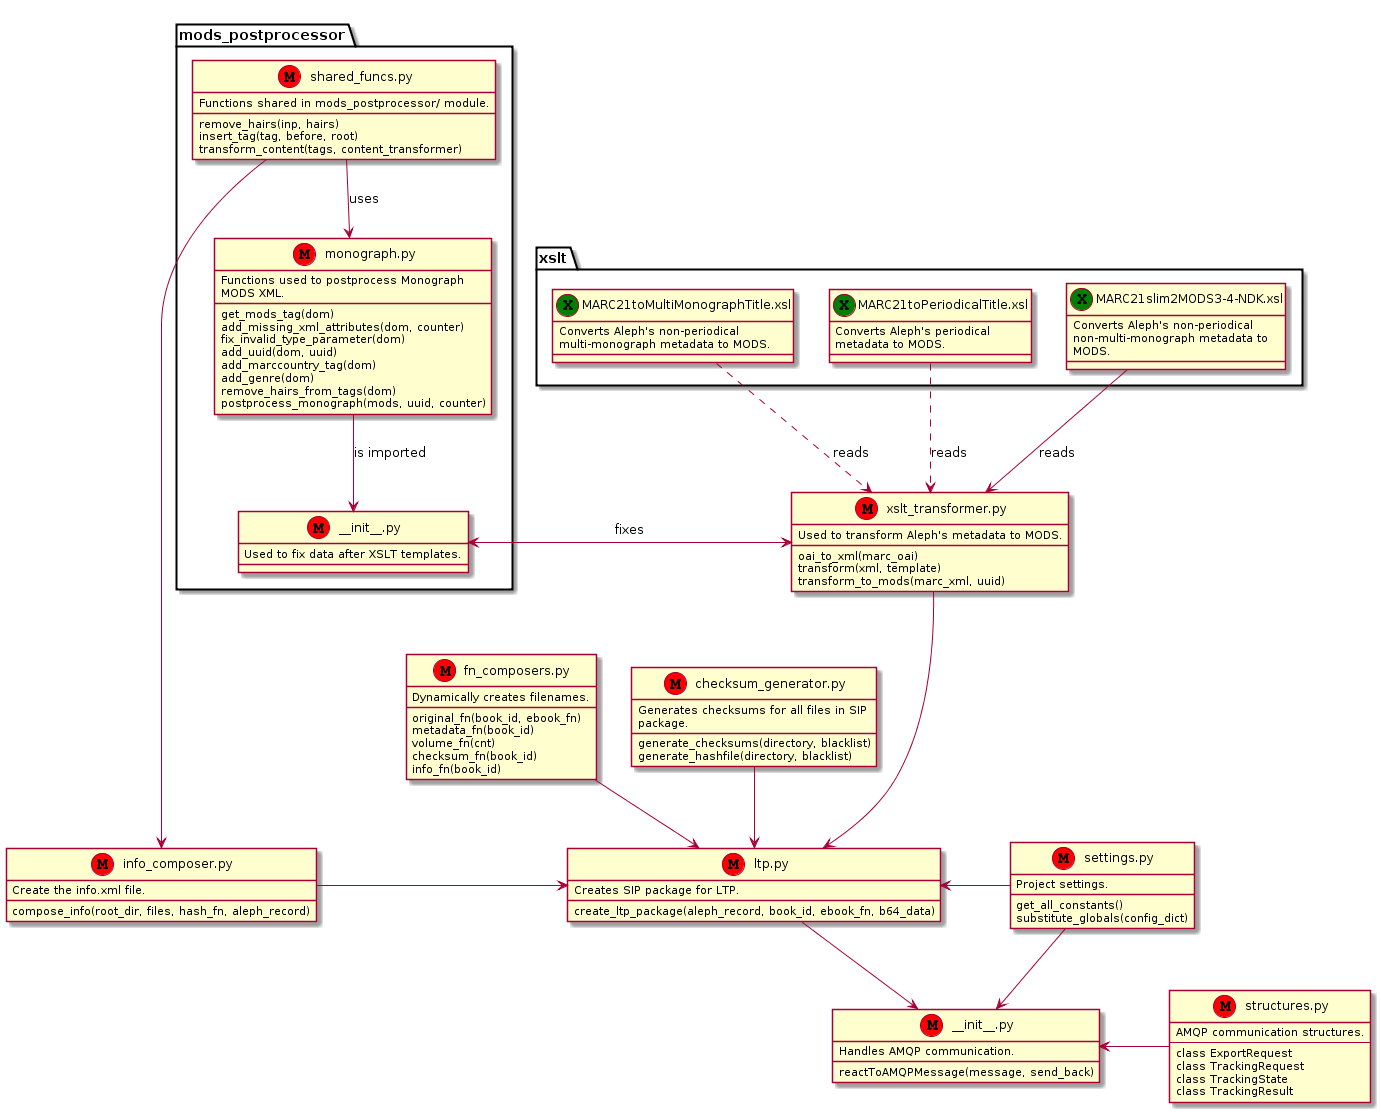 mods_postprocessor
M shared_funcs.py
Functions shared in mods_postprocessor/ module.
remove_hairs(inp, hairs)
insert_tag(tag, before, root)
transform_content(tags, content_transformer)
uses
M monograph.py
Functions used to postprocess Monograph
MODS XML.
get_mods_tag(dom)
add_missing_xml_attributes(dom, counter)
fix_invalid_type_parameter(dom)
add_uuid(dom, uuid)
add_marccountry_tag(dom)
add_genre(dom)
remove_hairs_from_tags(dom)
postprocess_monograph(mods, uuid, counter)
is imported
M __init__.py
Used to fix data after XSLT templates.
fixes
xslt
X MARC21toMultiMonographTitle.xsl
Converts Aleph's non-periodical
multi-monograph metadata to MODS.
X MARC21toPeriodicalTitle.xsl
Converts Aleph's periodical
metadata to MODS.
X MARC21slim2MODS3-4-NDK.xsl
Converts Aleph's non-periodical
non-multi-monograph metadata to
MODS.
reads
reads
reads
M xslt_transformer.py
Used to transform Aleph's metadata to MODS.
oai_to_xml(marc_oai)
transform(xml, template)
transform_to_mods(marc_xml, uuid)
M fn_composers.py
Dynamically creates filenames.
original_fn(book_id, ebook_fn)
metadata_fn(book_id)
volume_fn(cnt)
checksum_fn(book_id)
info_fn(book_id)
M checksum_generator.py
Generates checksums for all files in SIP
package.
generate_checksums(directory, blacklist)
generate_hashfile(directory, blacklist)
M info_composer.py
Create the info.xml file.
compose_info(root_dir, files, hash_fn, aleph_record)
M ltp.py
Creates SIP package for LTP.
create_ltp_package(aleph_record, book_id, ebook_fn, b64_data)
M settings.py
Project settings.
get_all_constants()
substitute_globals(config_dict)
M __init__.py
Handles AMQP communication.
reactToAMQPMessage(message, send_back)
M structures.py
AMQP communication structures.
class ExportRequest
class TrackingRequest
class TrackingState
class TrackingResult